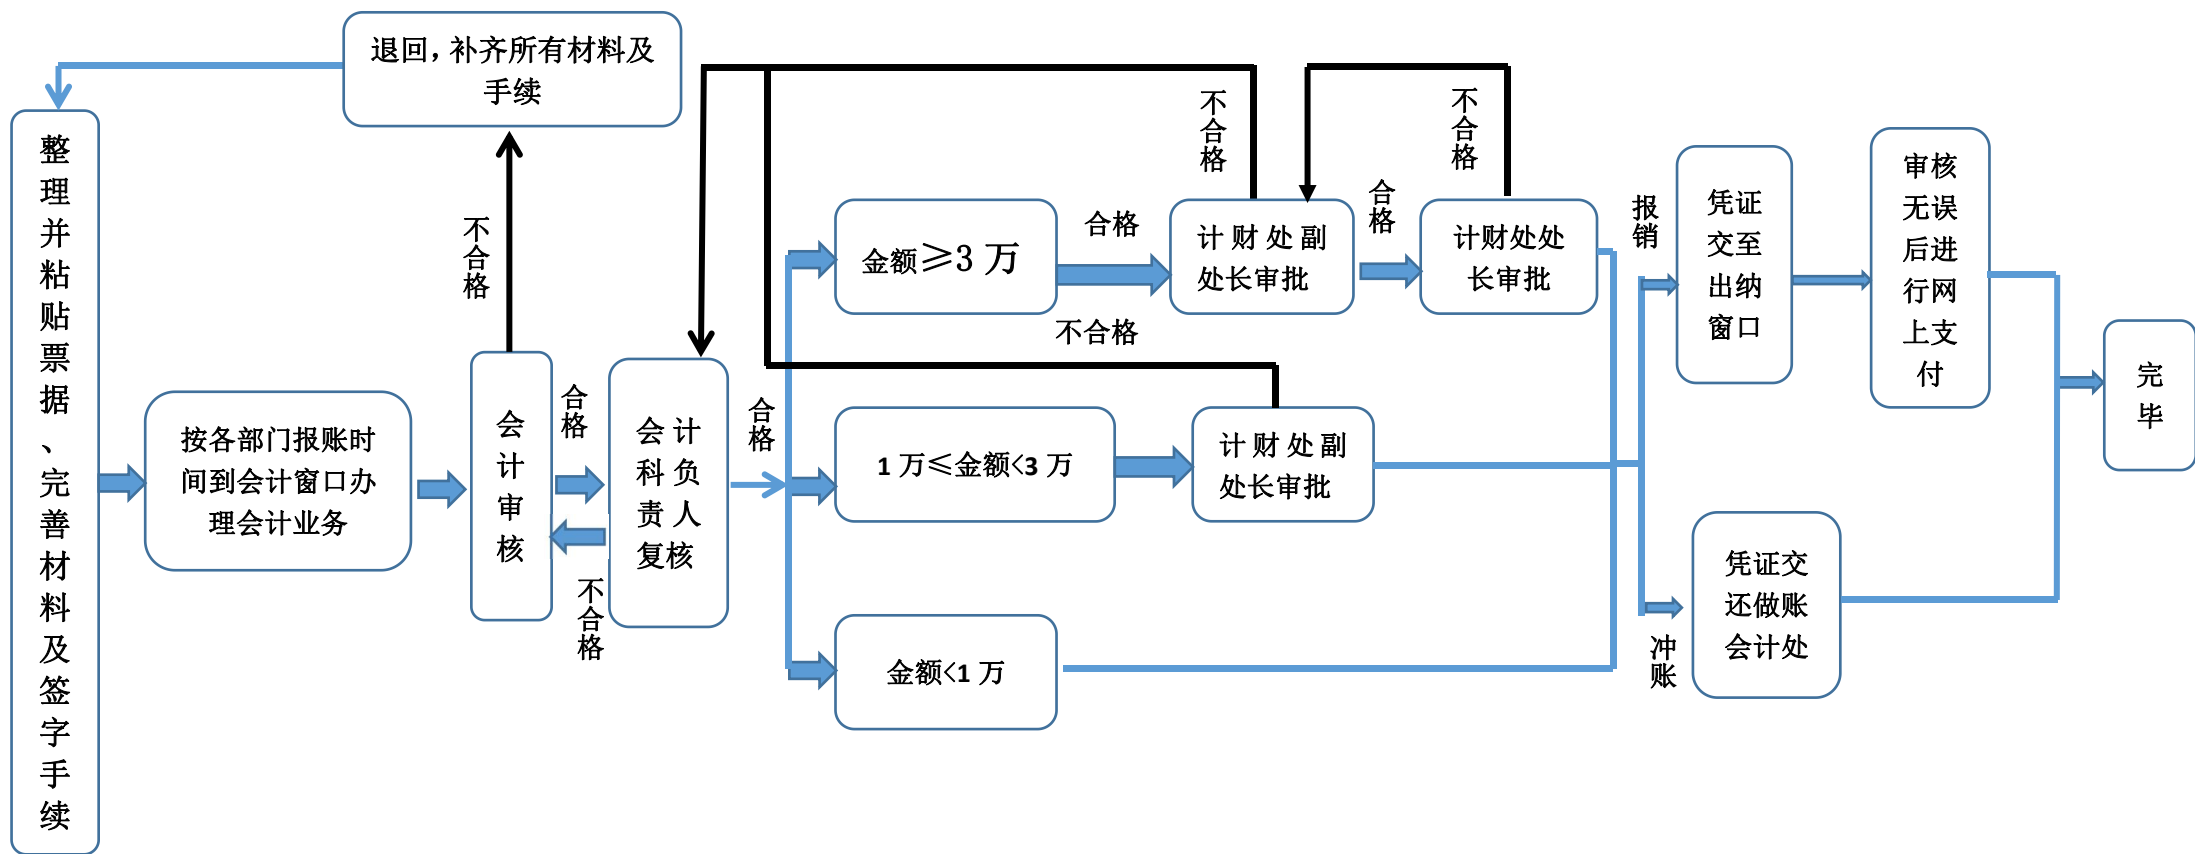 退回，补齐所有材料及
手续
整理并粘贴票据、完善材料及签字手续
按各部门报账时
间到会计窗口办
理会计业务
不合格
会计审核
合格
不合格
会计
科负
责人
复核
合格
金额≥3 万
合格
不合格
计财处副
处长审批
不合格
合格
计财处处
长审批
不合格
1 万≤金额<3 万
计财处副
处长审批
金额<1 万
报销
凭证
交至
出纳
窗口
审核
无误
后进
行网
上支
付
冲账
凭证交
还做账
会计处
完毕